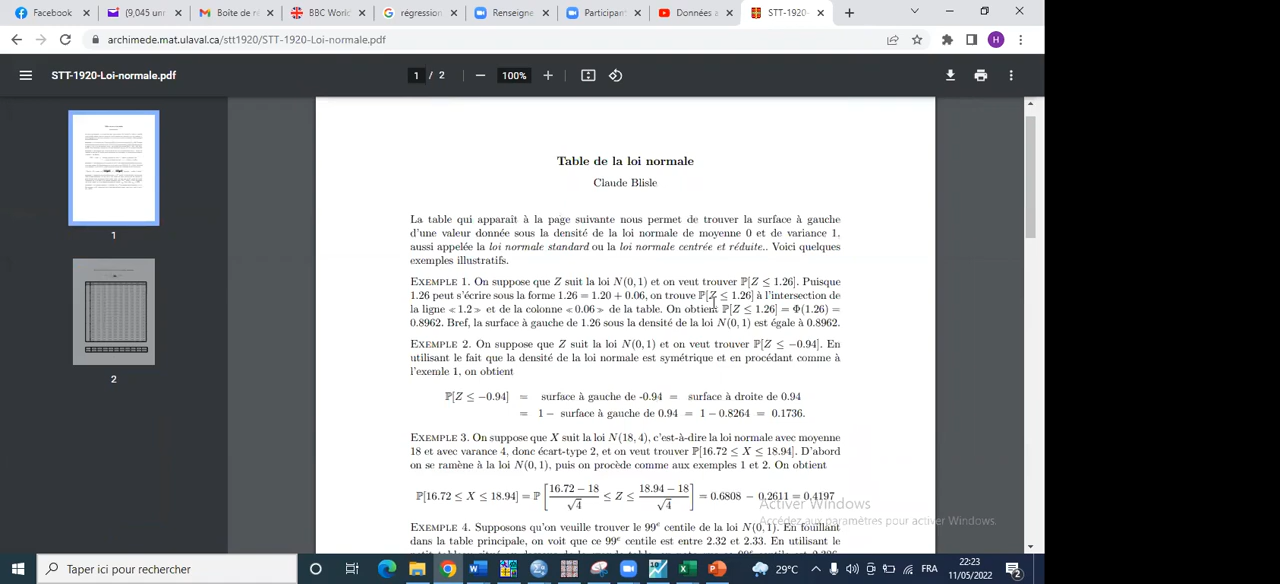 Facebook
(9,045 unr
Boîte de ré
BBC World
régression
Renseigne
Participant
Données a
STT-1920-
archimede.mat.ulaval.ca/stt1920/STT-1920-Loi-normale.pdf
H
STT-1920-Loi-normale.pdf
1 / 2
100%
Table de la loi normale
Claude Blisle
La table qui apparait à la page suivante nous permet de trouver la surface à gauche
d'une valeur donnée sous la densité de la loi normale de moyenne 0 et de variance 1,
aussi appelée la loi normale standard ou la loi normale centrée et réduite.. Voici quelques
exemples illustratifs.
EXEMPLE 1. On suppose que Z suit la loi N(0, 1) et on veut trouver ℙ[Z ≤ 1.26]. Puisque
1.26 peut s'écrire sous la forme 1.26 = 1.20 + 0.06, on trouve ℙ[Z ≤ 1.26] à l'intersection de
la ligne ≪ 1.2 ≫ et de la colonne ≪ 0.06 ≫ de la table. On obtient ℙ[Z ≤ 1.26] = Φ(1.26) =
0.8962. Bref, la surface à gauche de 1.26 sous la densité de la loi N(0, 1) est égale à 0.8962.
EXEMPLE 2. On suppose que Z suit la loi N(0, 1) et on veut trouver ℙ[Z ≤ −0.94]. En
utilisant le fait que la densité de la loi normale est symétrique et en procédant comme à
l'exemle 1, on obtient
ℙ[Z ≤ −0.94] = surface à gauche de -0.94 = surface à droite de 0.94
= 1 − surface à gauche de 0.94 = 1 − 0.8264 = 0.1736.
EXEMPLE 3. On suppose que X suit la loi N(18, 4), c'est-à-dire la loi normale avec moyenne
18 et avec varance 4, donc écart-type 2, et on veut trouver ℙ[16.72 ≤ X ≤ 18.94]. D'abord
on se ramène à la loi N(0, 1), puis on procède comme aux exemples 1 et 2. On obtient
ℙ[16.72 ≤ X ≤ 18.94] = ℙ [ (16.72 − 18)/√4 ≤ Z ≤ (18.94 − 18)/√4 ] = 0.6808 − 0.2611 = 0.4197
EXEMPLE 4. Supposons qu'on veuille trouver le 99e centile de la loi N(0, 1). En fouillant
dans la table principale, on voit que ce 99e centile est entre 2.32 et 2.33. En utilisant le
1
2
Activer Windows
Accédez aux paramètres pour activer Windows.
Taper ici pour rechercher
29°C
FRA
22:23
11/05/2022
2